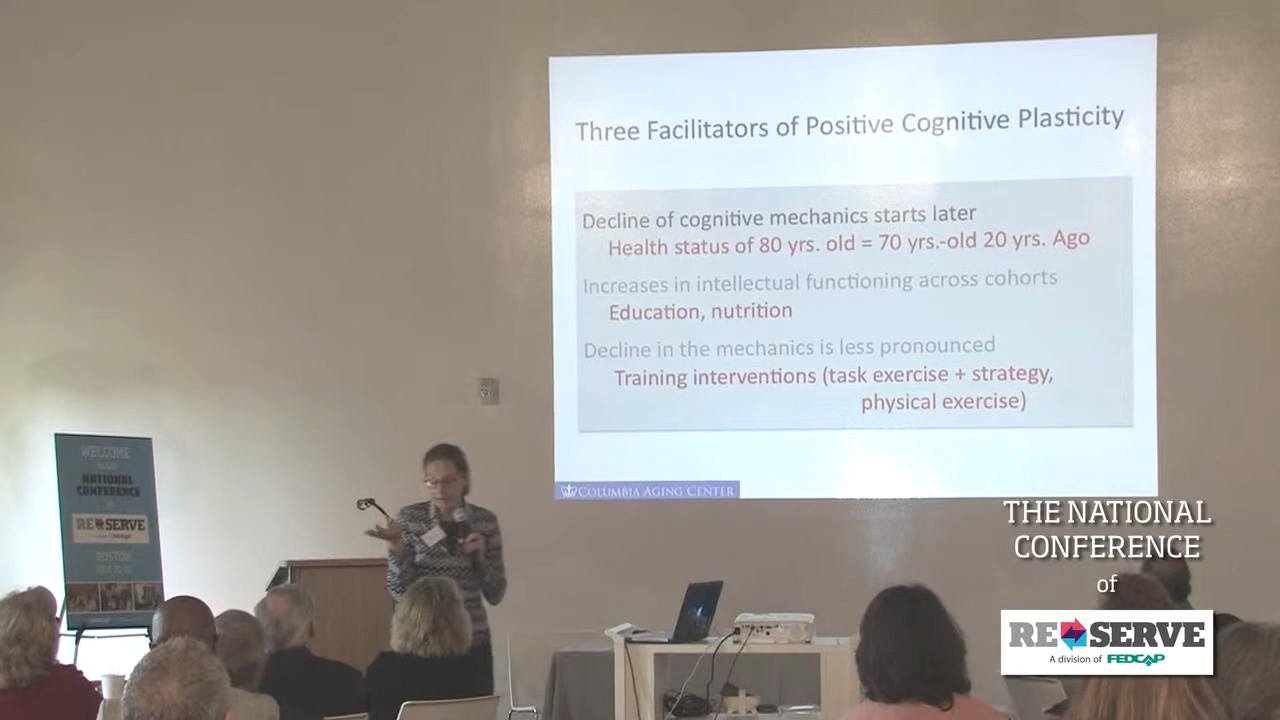 Three Facilitators of Positive Cognitive Plasticity
Decline of cognitive mechanics starts later
Health status of 80 yrs. old = 70 yrs.-old 20 yrs. Ago
Increases in intellectual functioning across cohorts
Education, nutrition
Decline in the mechanics is less pronounced
Training interventions (task exercise + strategy,
physical exercise)
COLUMBIA AGING CENTER
WELCOME
NATIONAL
CONFERENCE
RESERVE
BOSTON
THE NATIONAL
CONFERENCE
of
RESERVE
A division of FEDCAP